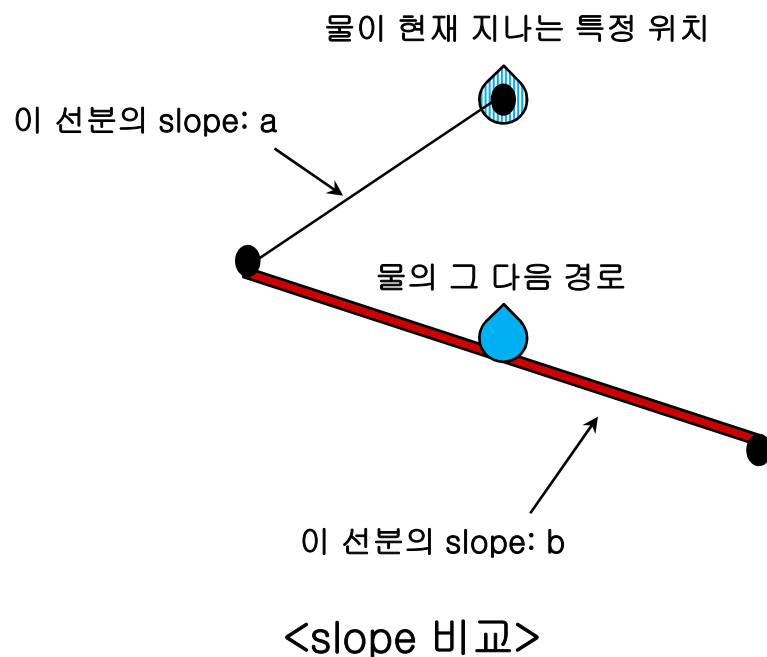 물이 현재 지나는 특정 위치
이 선분의 slope: a
물의 그 다음 경로
이 선분의 slope: b
<slope 비교>